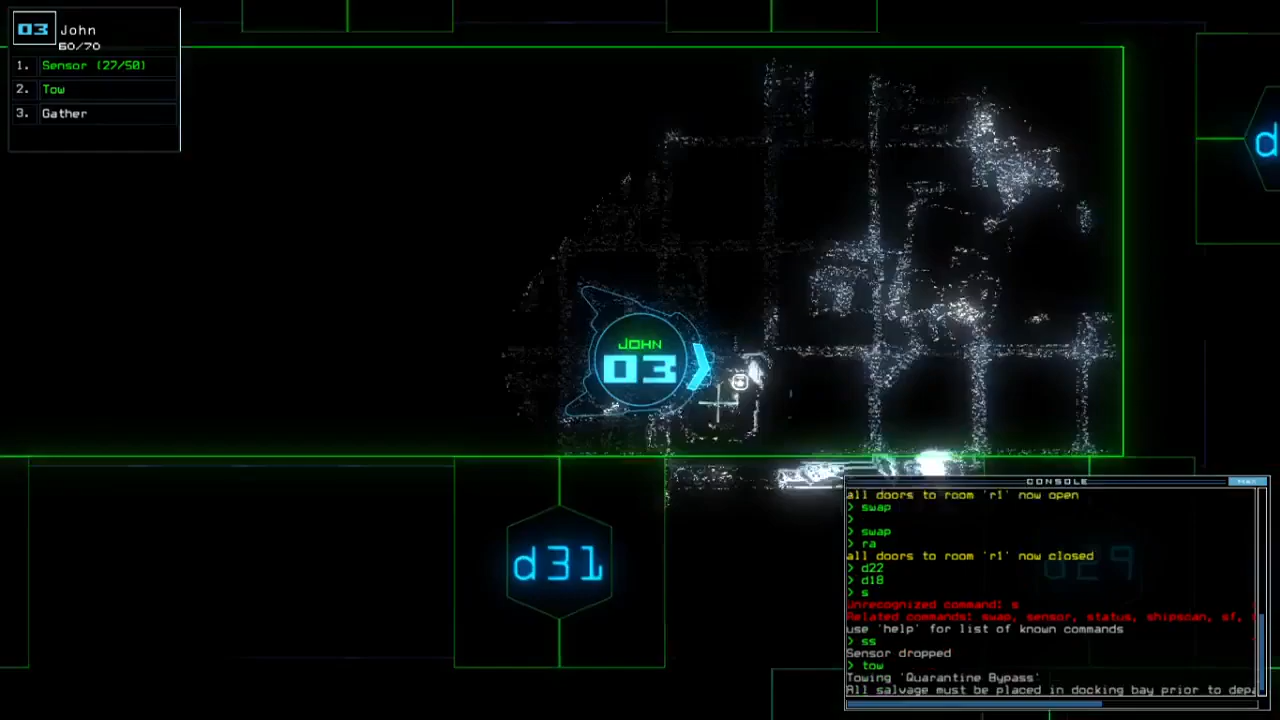 03 John
60/70
1. Sensor (27/50)
2. Tow
3. Gather
d
JOHN
03
d31
d29
CONSOLE
all doors to room 'r1' now open
> swap
>
swap
> ra
all doors to room 'r1' now closed
> d22
> d18
> s
Unrecognized command: s
Related commands: swap, sensor, status, shipscan, sf,
use 'help' for list of known commands
> ss
Sensor dropped
> tow
Towing 'Quarantine Bypass'
All salvage must be placed in docking bay prior to depa